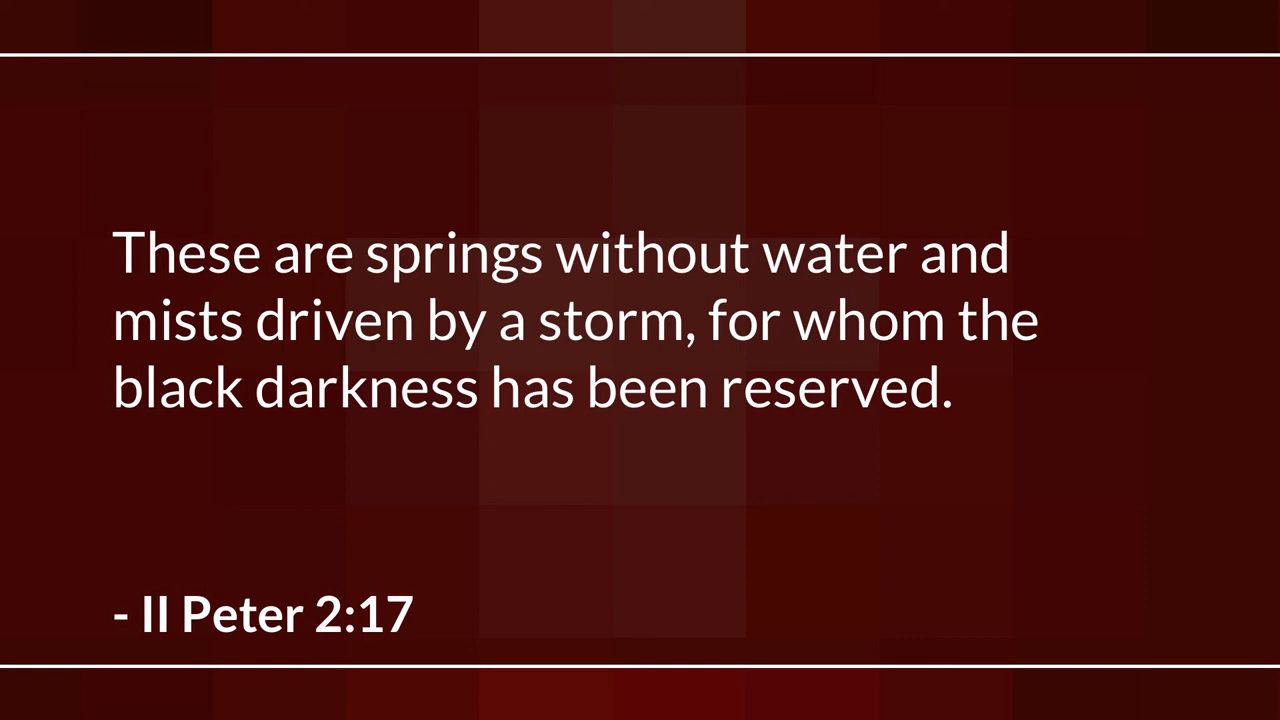 These are springs without water and
mists driven by a storm, for whom the
black darkness has been reserved.
- II Peter 2:17